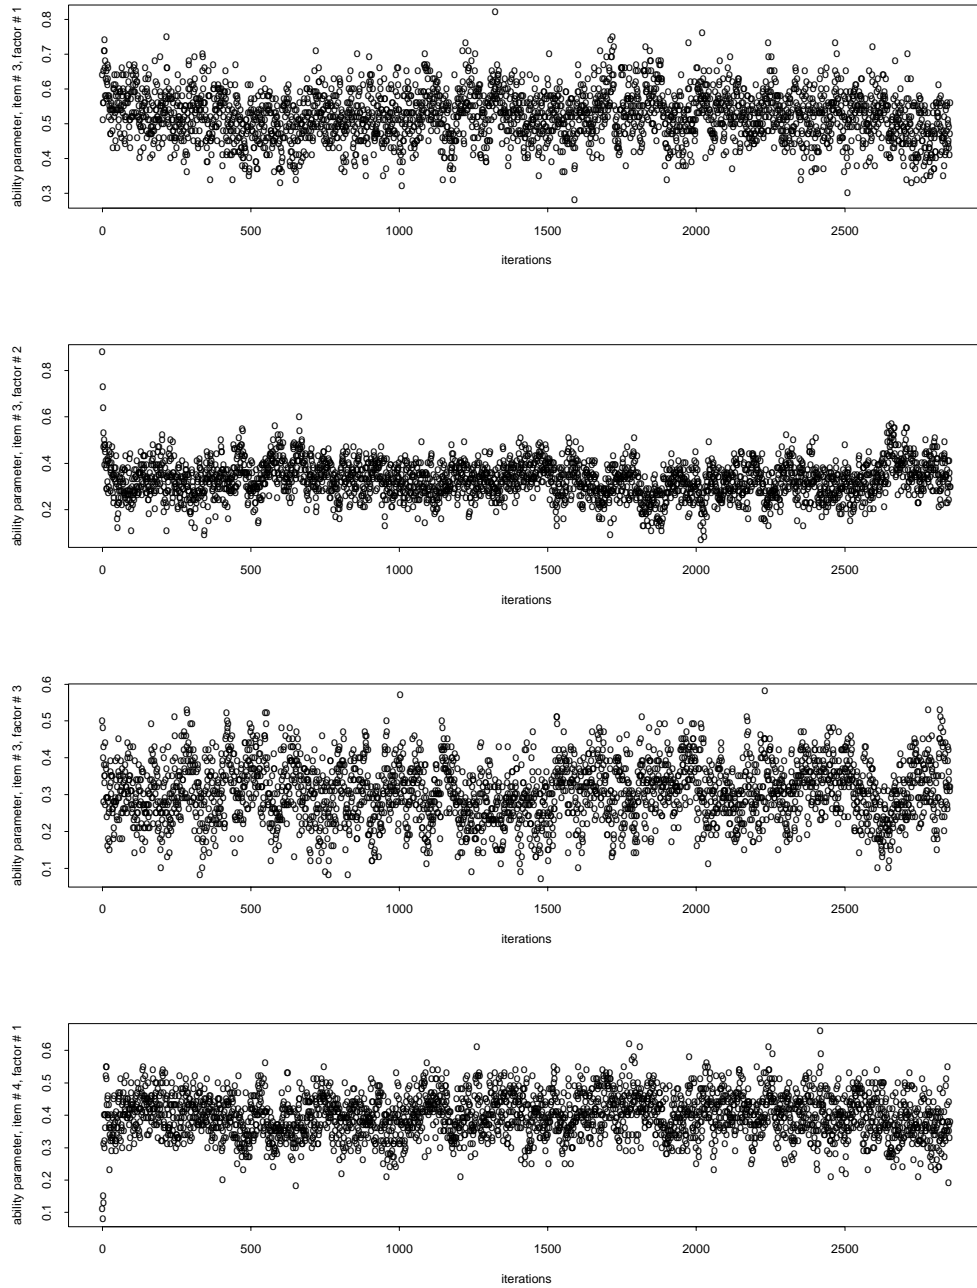 ability parameter, item # 3, factor # 1
0.8
0.7
0.6
0.5
0.4
0.3
0 500 1000 1500 2000 2500
iterations
ability parameter, item # 3, factor # 2
0.8
0.6
0.4
0.2
0 500 1000 1500 2000 2500
iterations
ability parameter, item # 3, factor # 3
0.6
0.5
0.4
0.3
0.2
0.1
0 500 1000 1500 2000 2500
iterations
ability parameter, item # 4, factor # 1
0.6
0.5
0.4
0.3
0.2
0.1
0 500 1000 1500 2000 2500
iterations